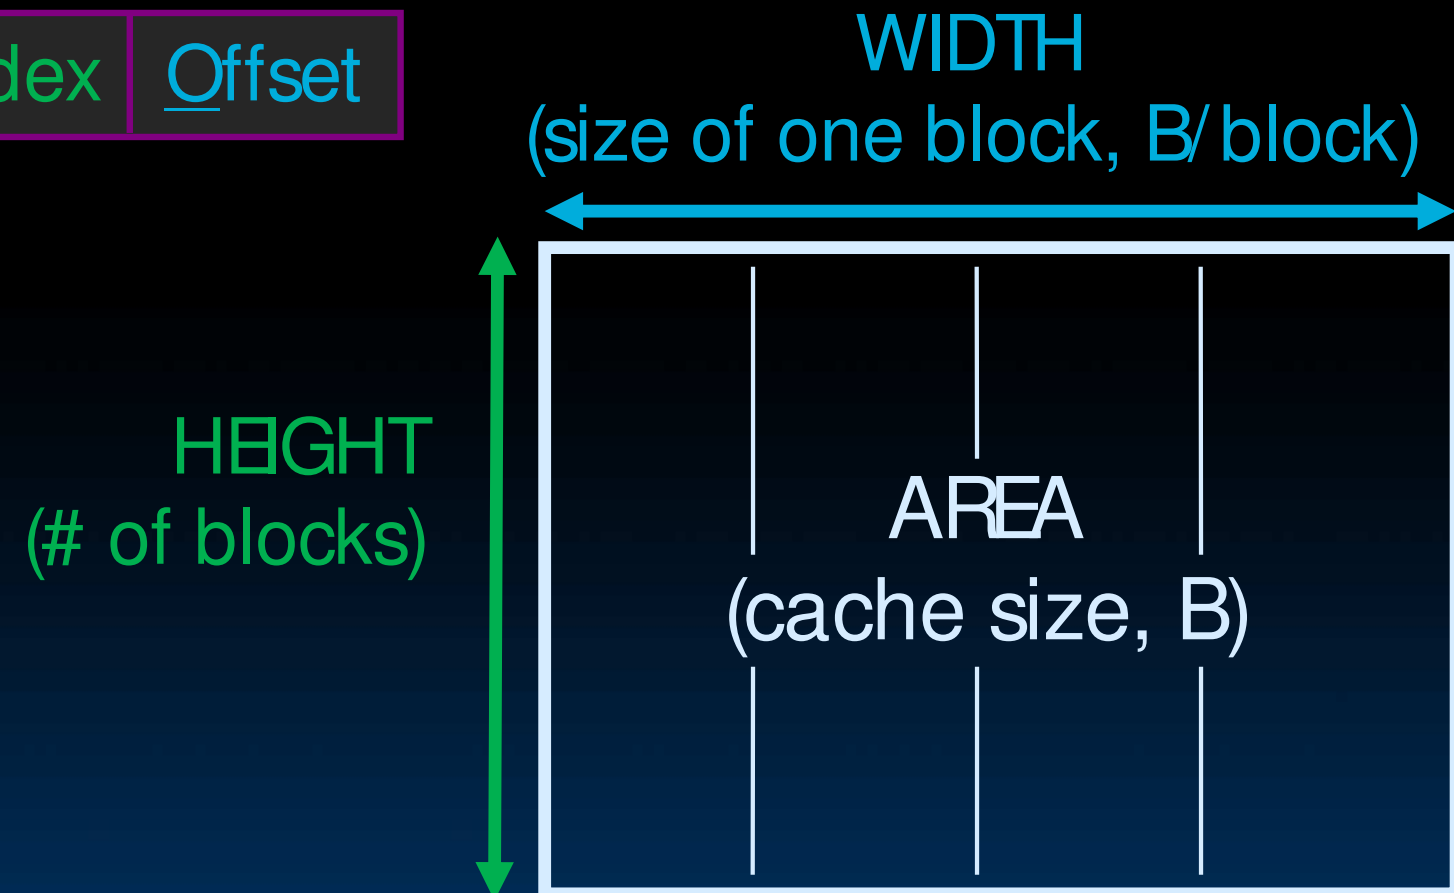 dex Offset
WIDTH
(size of one block, B/block)
HEIGHT
(# of blocks)
AREA
(cache size, B)